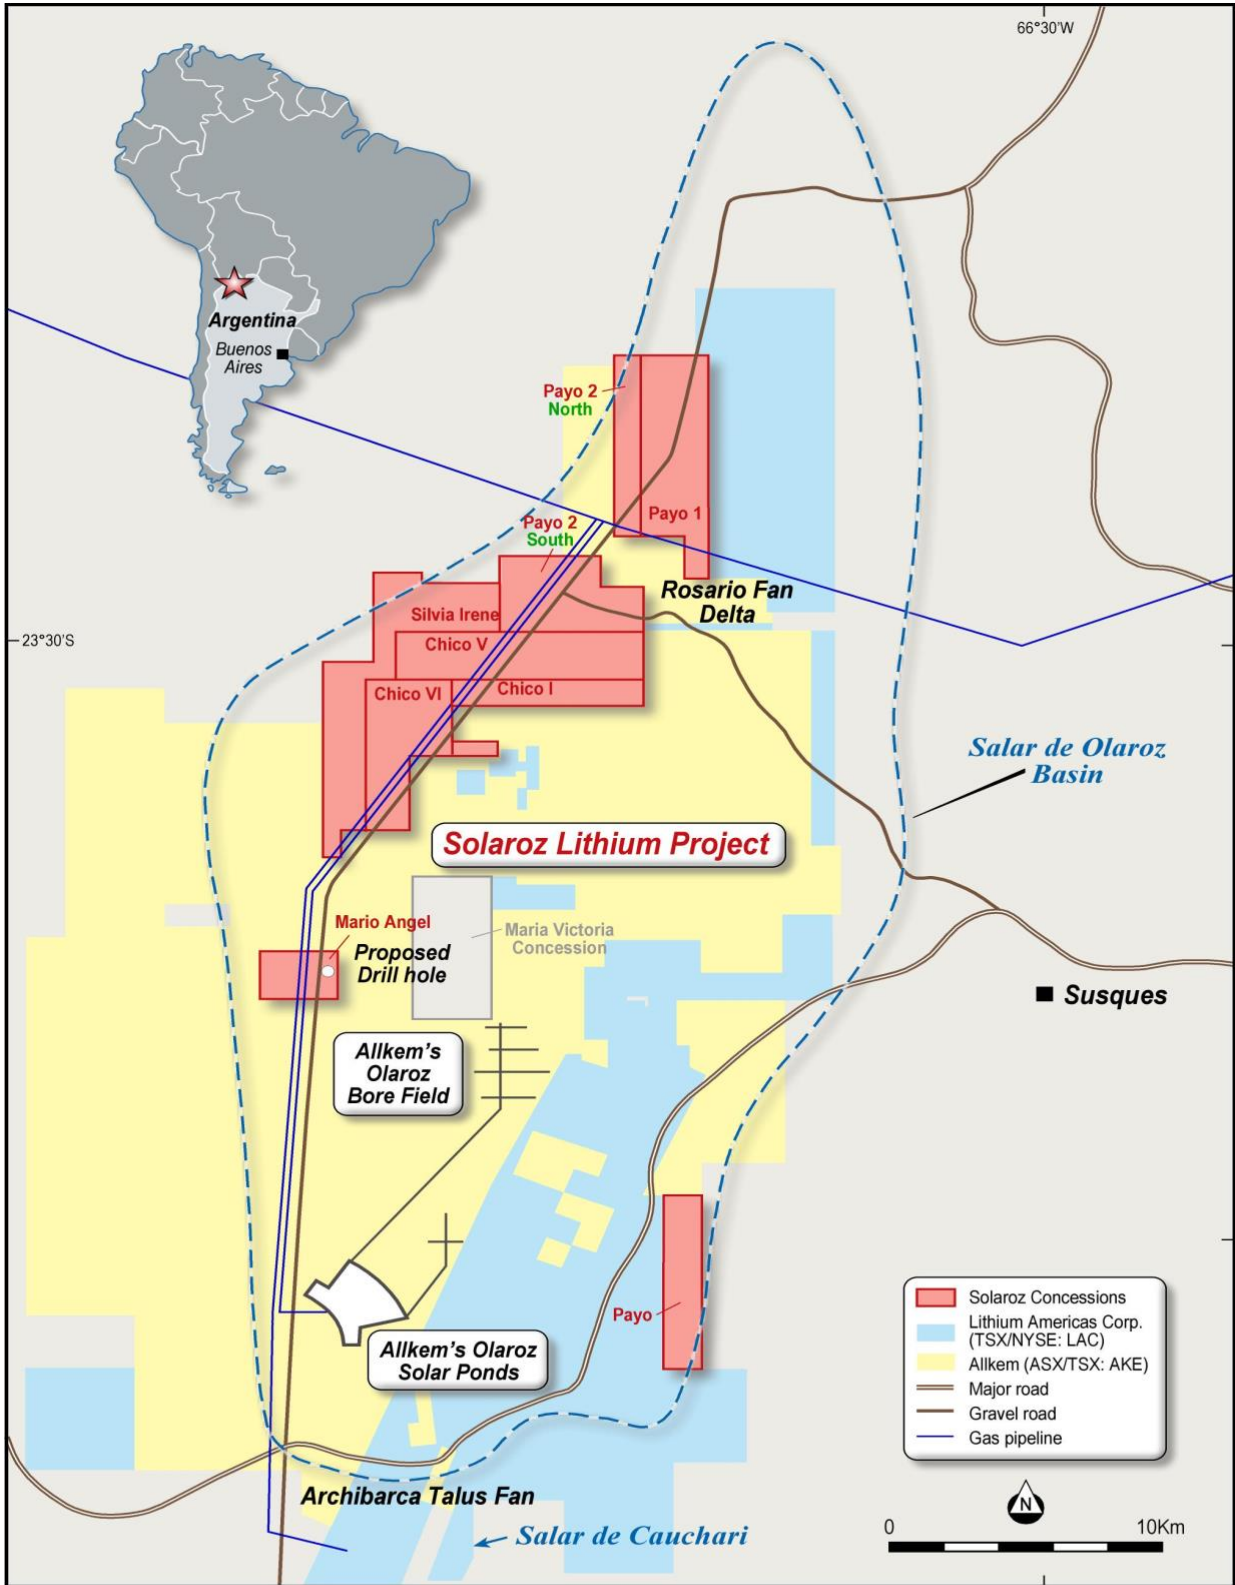 66°30'W
Argentina
Buenos
Aires
Payo 2
North
Payo 1
Payo 2
South
Rosario Fan
Delta
Silvia Irene
23°30'S
Chico V
Chico VI
Chico I
Salar de Olaroz
Basin
Solaroz Lithium Project
Mario Angel
Proposed
Drill hole
Maria Victoria
Concession
Susques
Allkem's
Olaroz
Bore Field
Payo
Allkem's Olaroz
Solar Ponds
Solaroz Concessions
Lithium Americas Corp.
(TSX/NYSE: LAC)
Allkem (ASX/TSX: AKE)
Major road
Gravel road
Gas pipeline
Archibarca Talus Fan
Salar de Cauchari
N
0 10Km